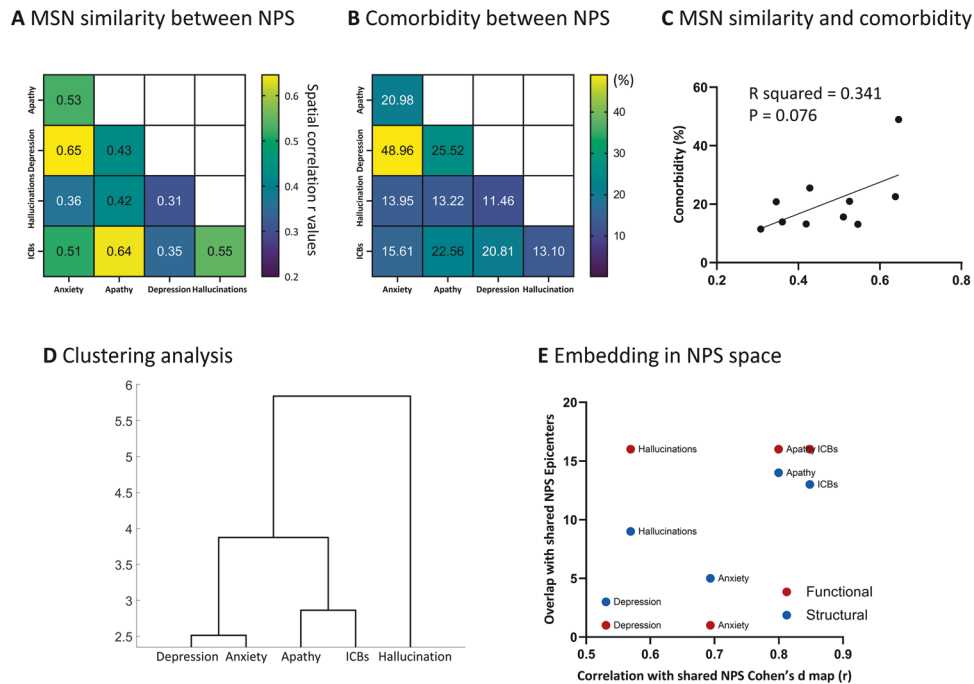 A MSN similarity between NPS
B Comorbidity between NPS
C MSN similarity and comorbidity
Apathy
Depression
Hallucinations
ICBs
0.53
0.65 0.43
0.36 0.42 0.31
0.51 0.64 0.35 0.55
Anxiety Apathy Depression Hallucinations
0.6
0.5
0.4
0.3
0.2
Spatial correlation r values
Apathy
Depression
Hallucinations
ICBs
20.98
48.96 25.52
13.95 13.22 11.46
15.61 22.56 20.81 13.10
Anxiety Apathy Depression Hallucination
(%)
40
30
20
10
Comorbidity (%)
60
40
20
0
R squared = 0.341
P = 0.076
0.2 0.4 0.6 0.8
D Clustering analysis
6
5.5
5
4.5
4
3.5
3
2.5
Depression Anxiety Apathy ICBs Hallucination
E Embedding in NPS space
Overlap with shared NPS Epicenters
20
15
10
5
0
Hallucinations
Apathy ICBs
Apathy
ICBs
Hallucinations
Anxiety
Depression
Depression
Anxiety
Functional
Structural
0.5 0.6 0.7 0.8 0.9
Correlation with shared NPS Cohen's d map (r)